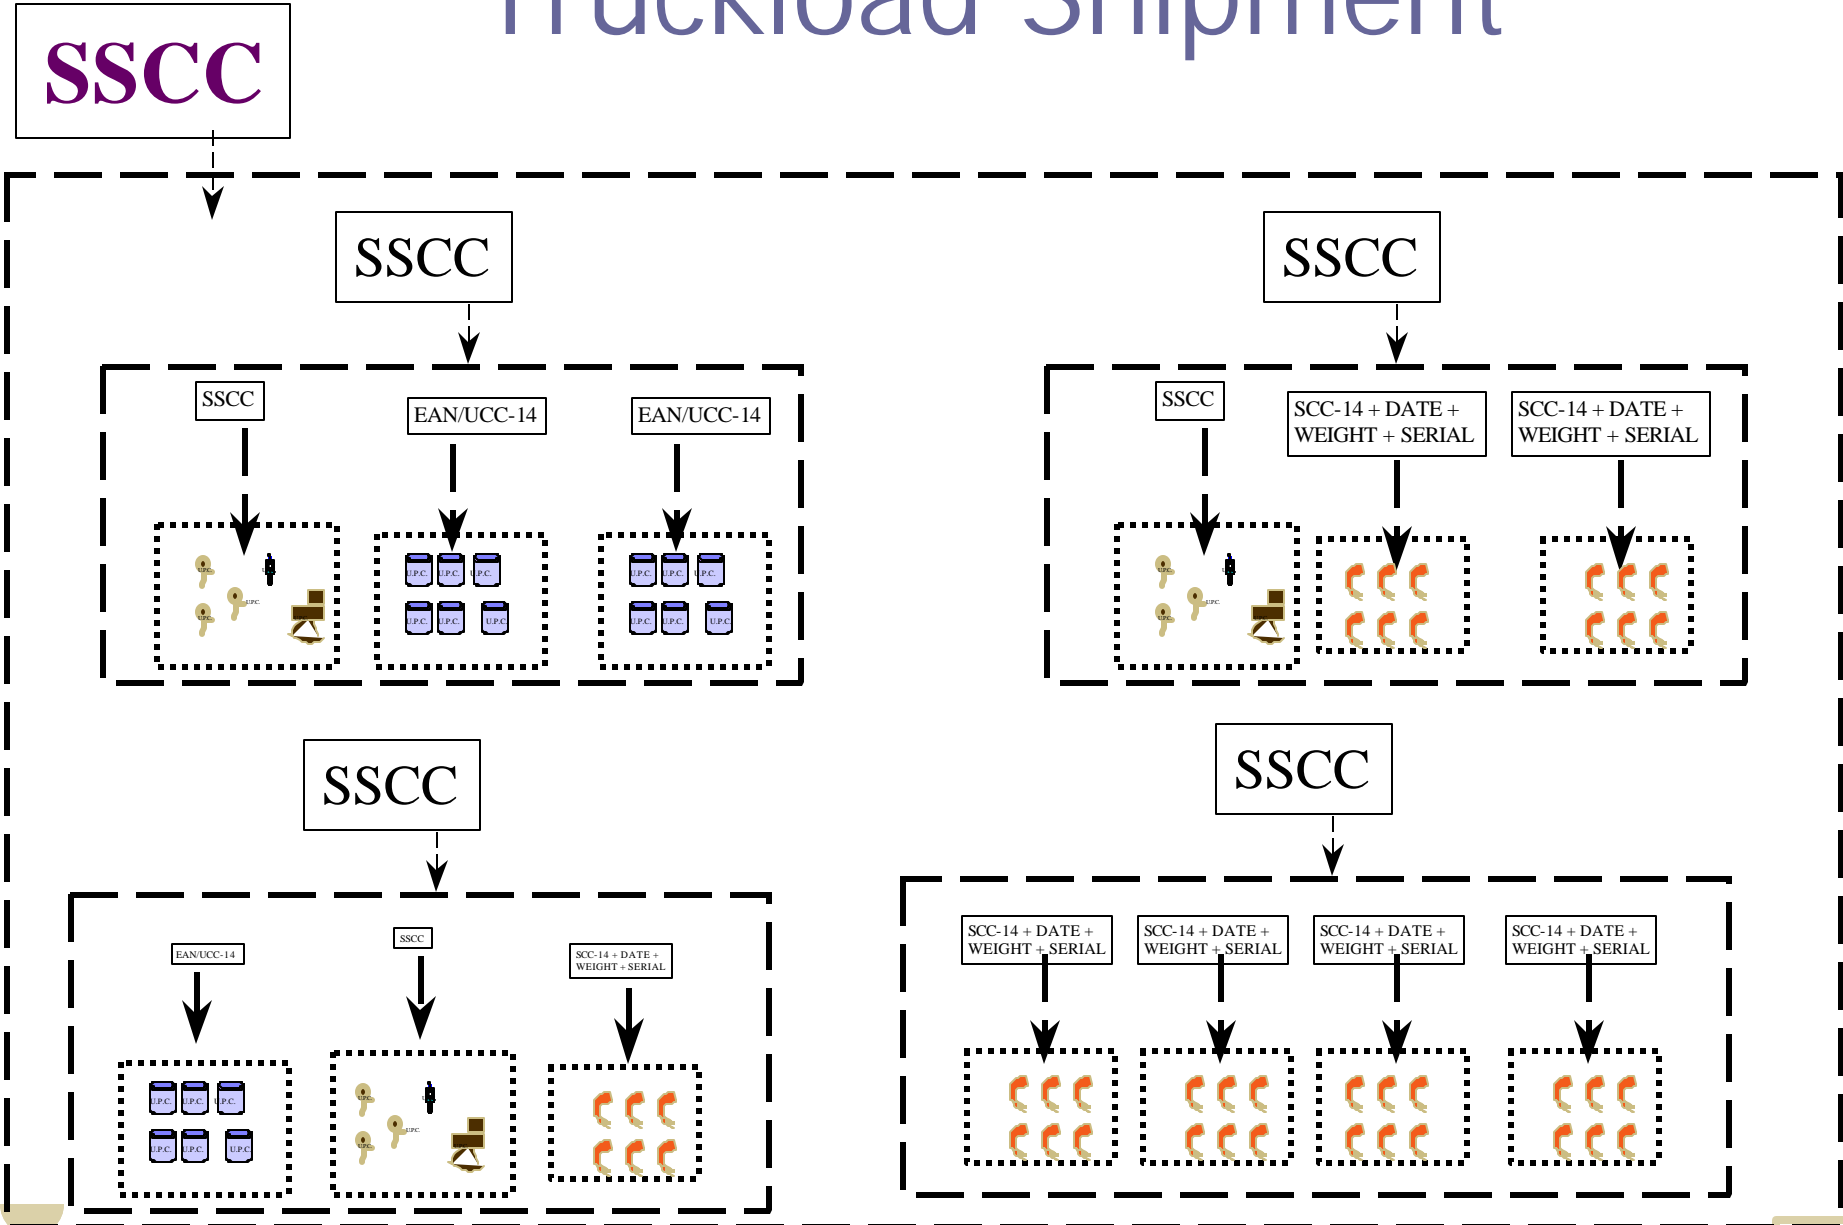 Truckload Shipment
SSCC
SSCC
SSCC
SSCC
EAN/UCC-14
EAN/UCC-14
SSCC
SCC-14 + DATE +
WEIGHT + SERIAL
SCC-14 + DATE +
WEIGHT + SERIAL
U.P.C.
U.P.C.
U.P.C.
U.P.C.
U.P.C. U.P.C. U.P.C.
U.P.C. U.P.C. U.P.C.
U.P.C. U.P.C. U.P.C.
U.P.C. U.P.C. U.P.C.
U.P.C.
U.P.C.
U.P.C.
SSCC
SSCC
EAN/UCC-14
SSCC
SCC-14 + DATE +
WEIGHT + SERIAL
SCC-14 + DATE +
WEIGHT + SERIAL
SCC-14 + DATE +
WEIGHT + SERIAL
SCC-14 + DATE +
WEIGHT + SERIAL
SCC-14 + DATE +
WEIGHT + SERIAL
U.P.C. U.P.C. U.P.C.
U.P.C. U.P.C. U.P.C.
U.P.C.
U.P.C.
U.P.C.